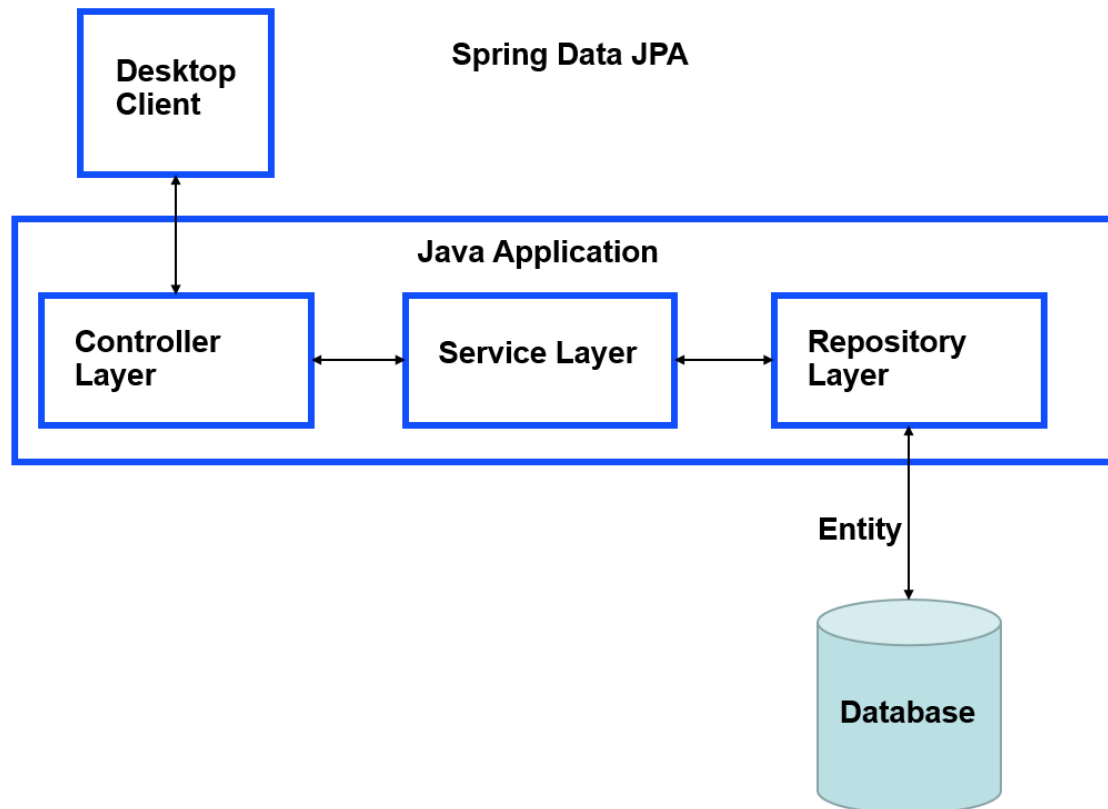 Desktop
Client
Spring Data JPA
Java Application
Controller
Layer
Service Layer
Repository
Layer
Entity
Database